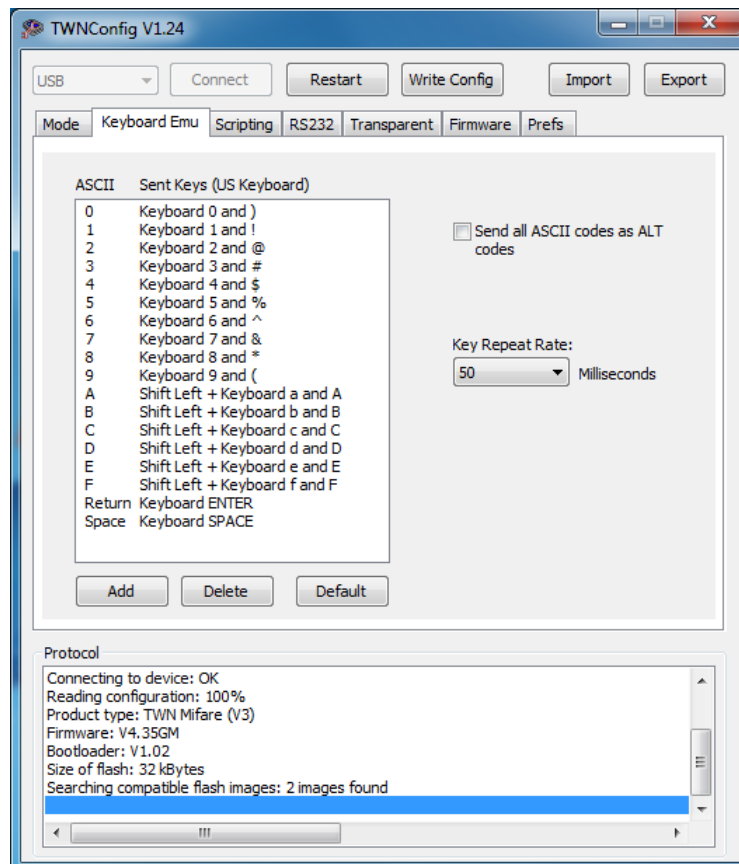 TWNConfig V1.24
USB Connect Restart Write Config Import Export
Mode Keyboard Emu Scripting RS232 Transparent Firmware Prefs
ASCII Sent Keys (US Keyboard)
0 Keyboard 0 and )
1 Keyboard 1 and !
2 Keyboard 2 and @
3 Keyboard 3 and #
4 Keyboard 4 and $
5 Keyboard 5 and %
6 Keyboard 6 and ^
7 Keyboard 7 and &
8 Keyboard 8 and *
9 Keyboard 9 and (
A Shift Left + Keyboard a and A
B Shift Left + Keyboard b and B
C Shift Left + Keyboard c and C
D Shift Left + Keyboard d and D
E Shift Left + Keyboard e and E
F Shift Left + Keyboard f and F
Return Keyboard ENTER
Space Keyboard SPACE
Add Delete Default
Send all ASCII codes as ALT
codes
Key Repeat Rate:
50 Milliseconds
Protocol
Connecting to device: OK
Reading configuration: 100%
Product type: TWN Mifare (V3)
Firmware: V4.35GM
Bootloader: V1.02
Size of flash: 32 kBytes
Searching compatible flash images: 2 images found